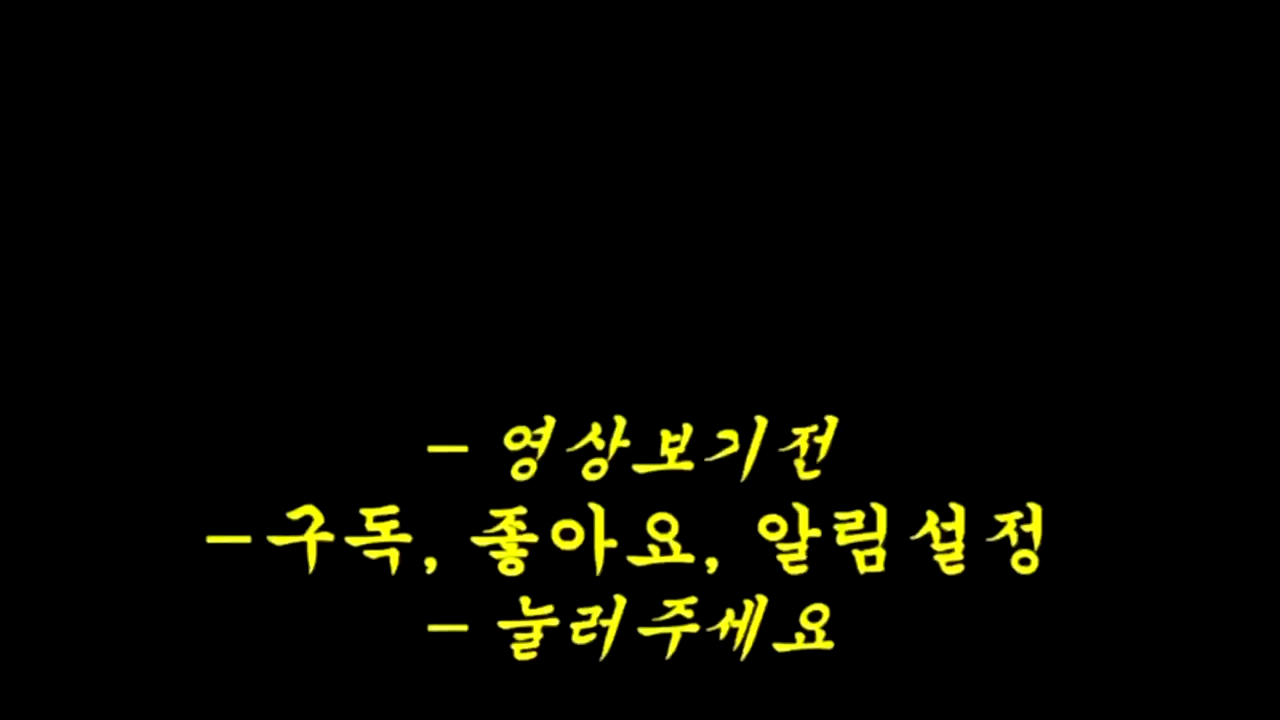 - 영상보기전
-구독, 좋아요, 알림설정
- 눌러주세요